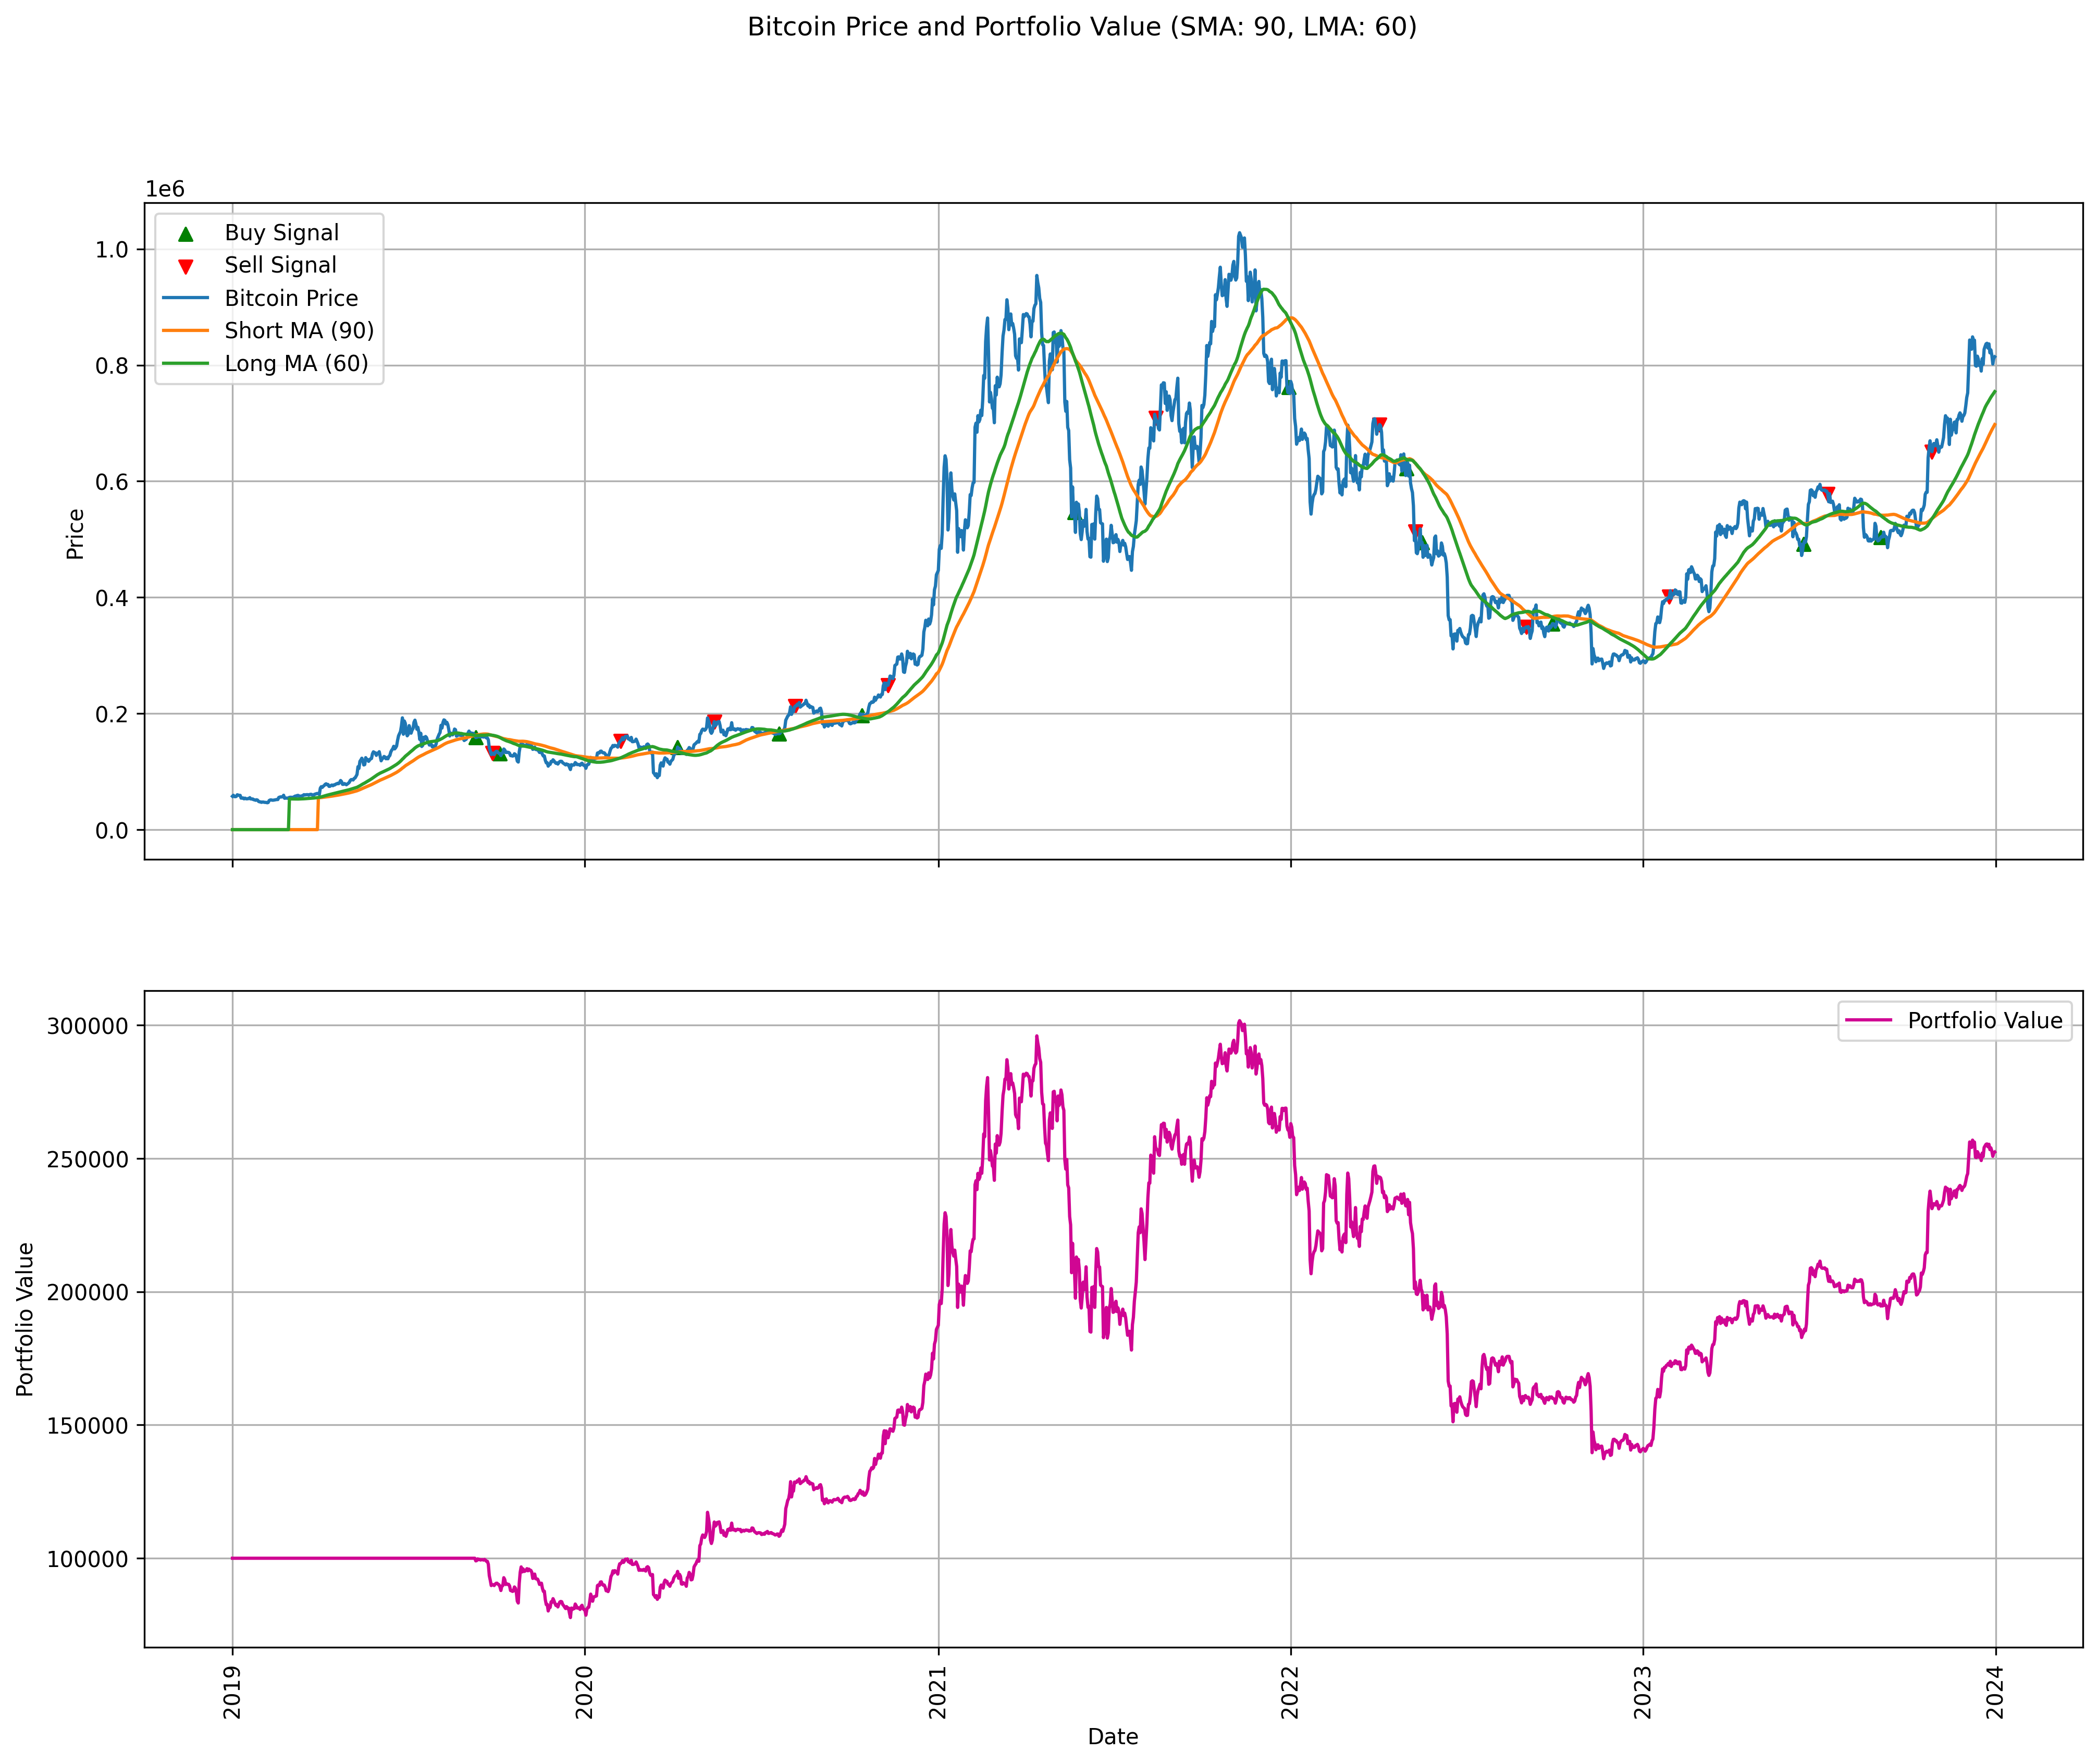 Bitcoin Price and Portfolio Value (SMA: 90, LMA: 60)
1e6
Buy Signal
Sell Signal
Bitcoin Price
Short MA (90)
Long MA (60)
1.0
0.8
0.6
0.4
0.2
0.0
Price
Portfolio Value
300000
250000
200000
150000
100000
Portfolio Value
2019
2020
2021
2022
2023
2024
Date